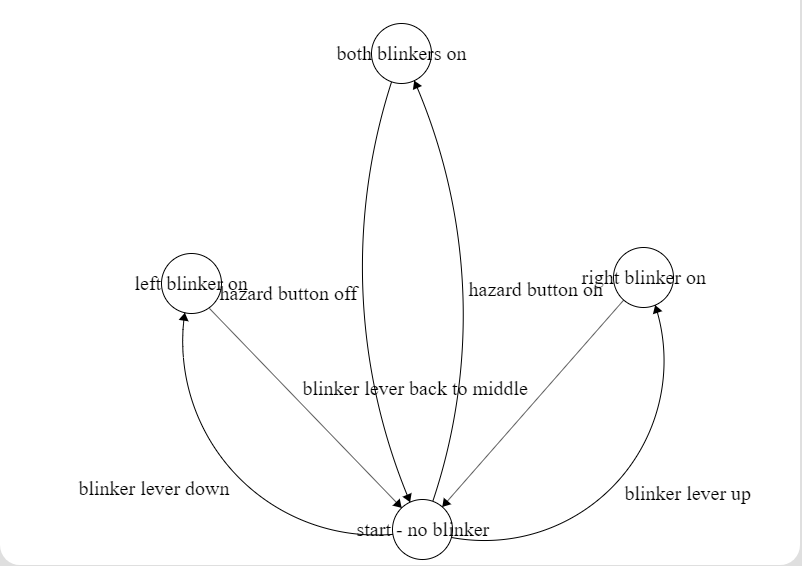 both blinkers on
left blinker on
right blinker on
hazard button off
hazard button on
blinker lever back to middle
blinker lever down
blinker lever up
start - no blinker